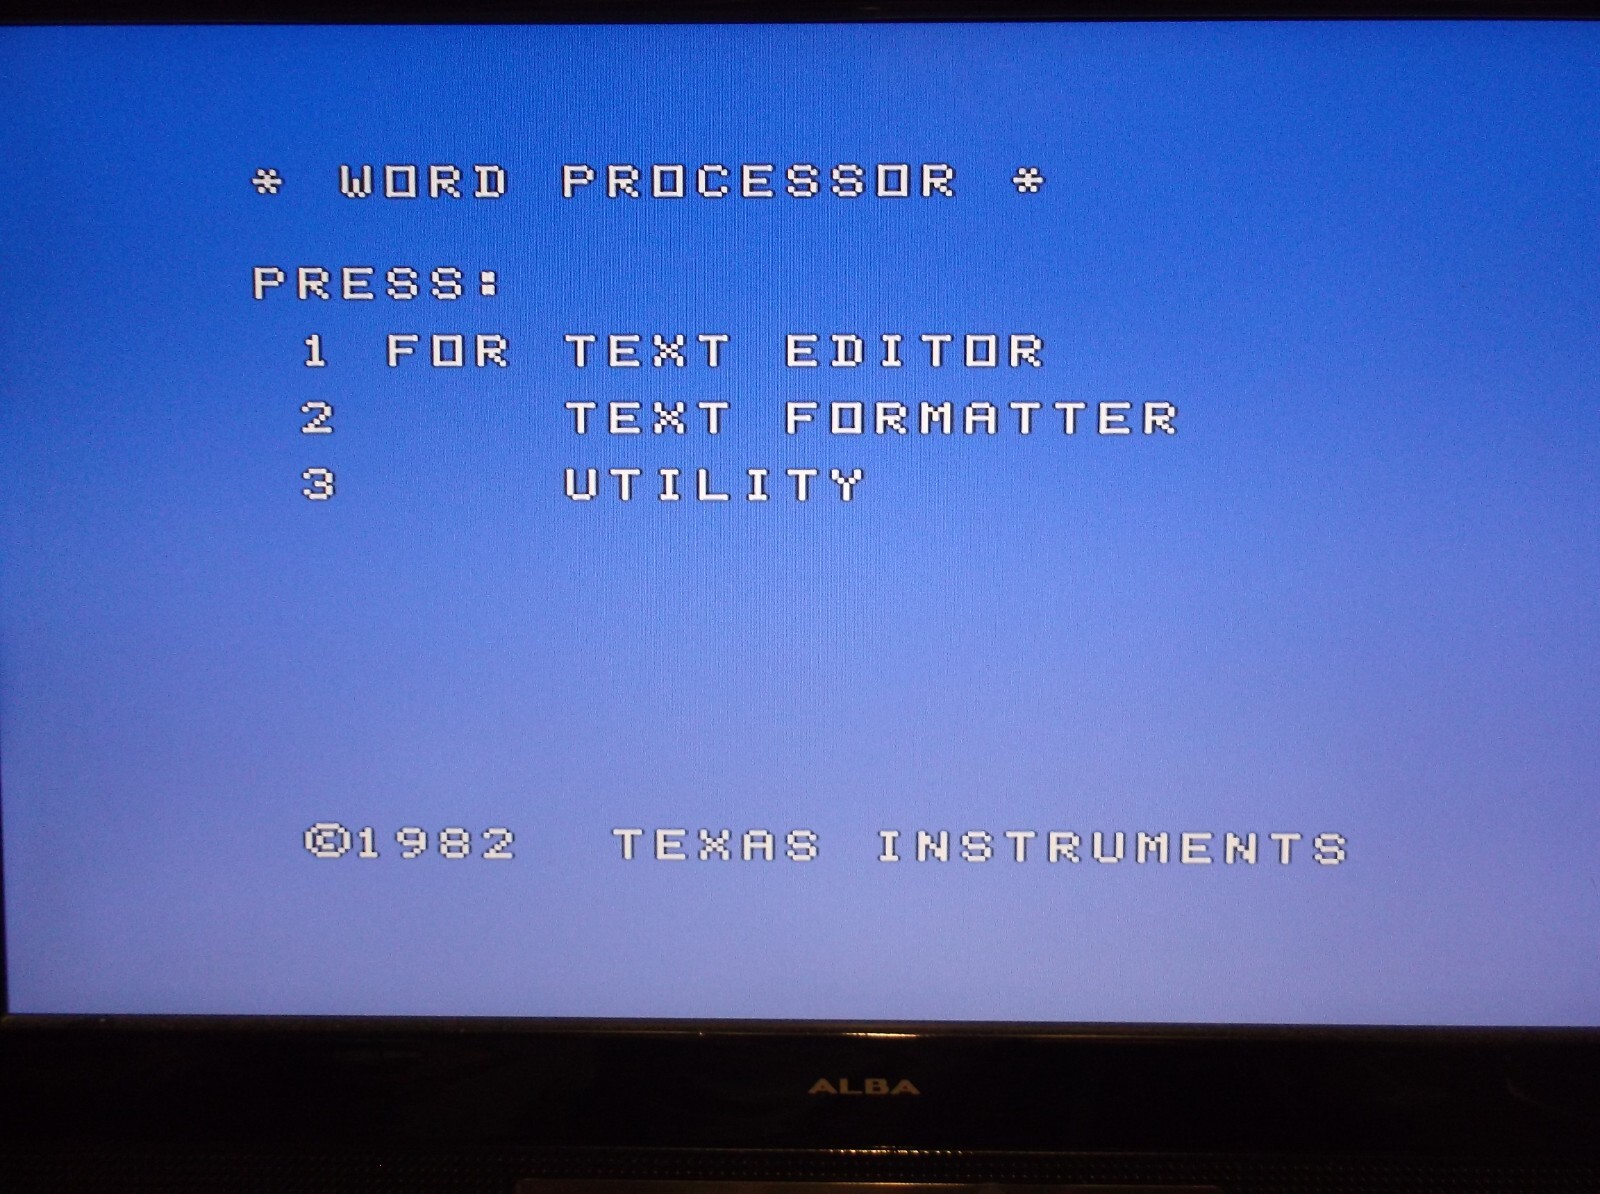 * WORD PROCESSOR *
PRESS:
1 FOR TEXT EDITOR
2 TEXT FORMATTER
3 UTILITY
©1982 TEXAS INSTRUMENTS
ALBA